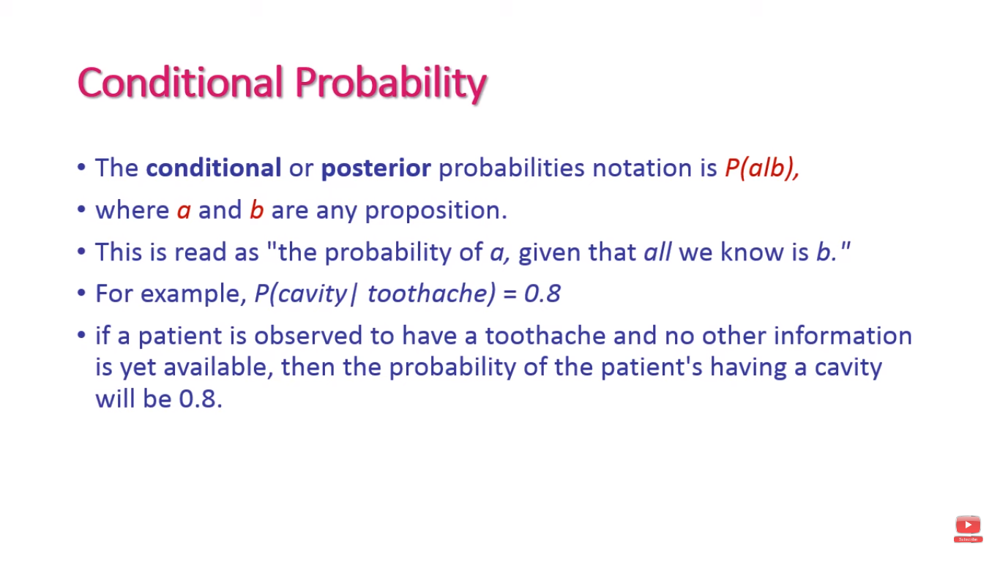 Conditional Probability
• The conditional or posterior probabilities notation is P(alb),
• where a and b are any proposition.
• This is read as "the probability of a, given that all we know is b."
• For example, P(cavity| toothache) = 0.8
• if a patient is observed to have a toothache and no other information
is yet available, then the probability of the patient's having a cavity
will be 0.8.
Subscribe